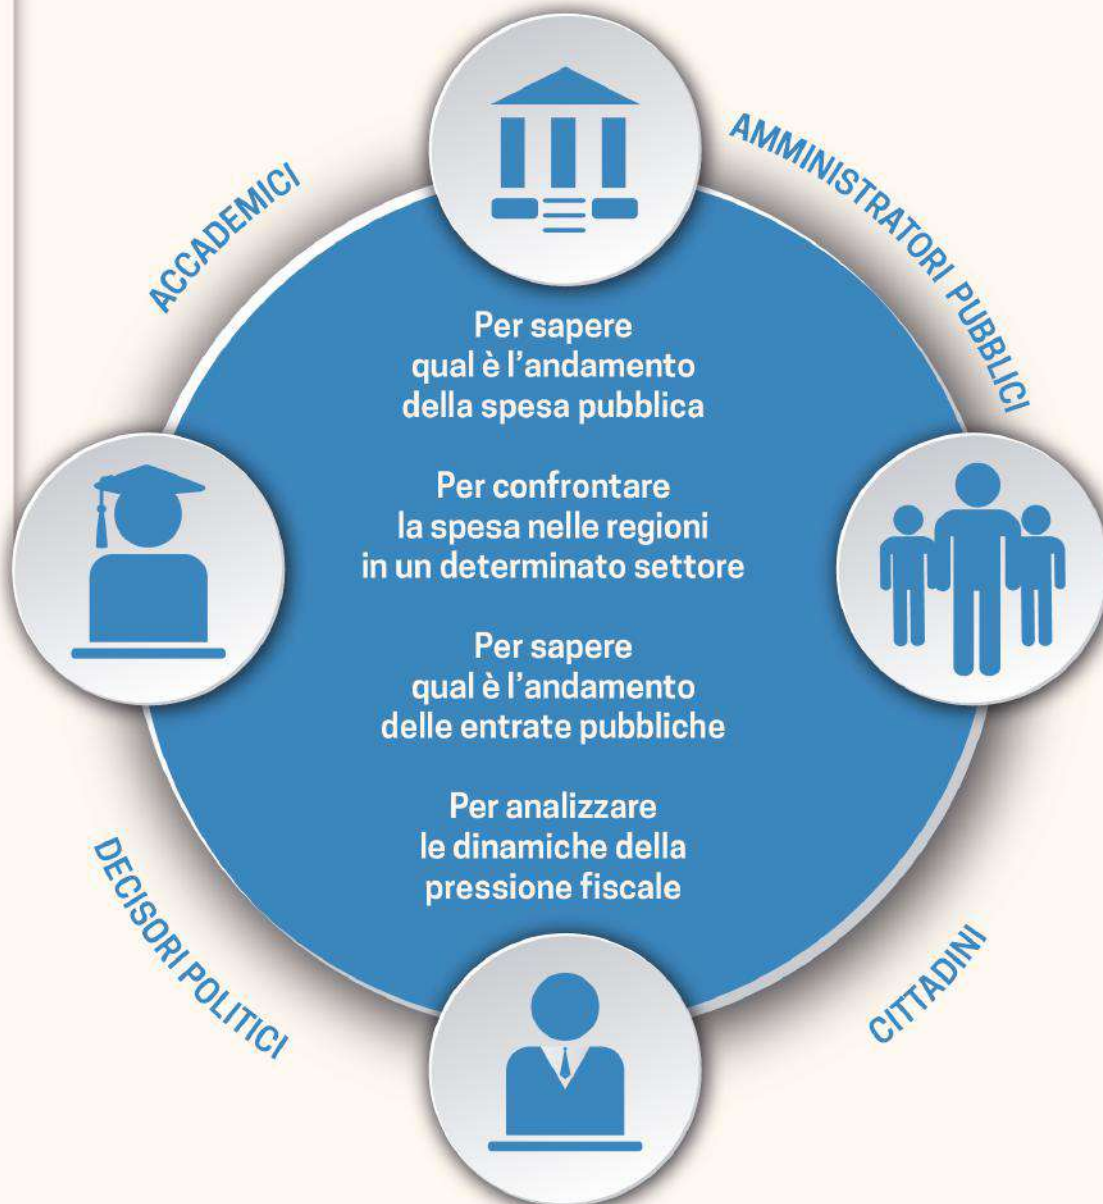 ACCADEMICI
AMMINISTRATORI PUBBLICI
Per sapere
qual è l'andamento
della spesa pubblica
Per confrontare
la spesa nelle regioni
in un determinato settore
Per sapere
qual è l'andamento
delle entrate pubbliche
Per analizzare
le dinamiche della
pressione fiscale
DECISORI POLITICI
CITTADINI